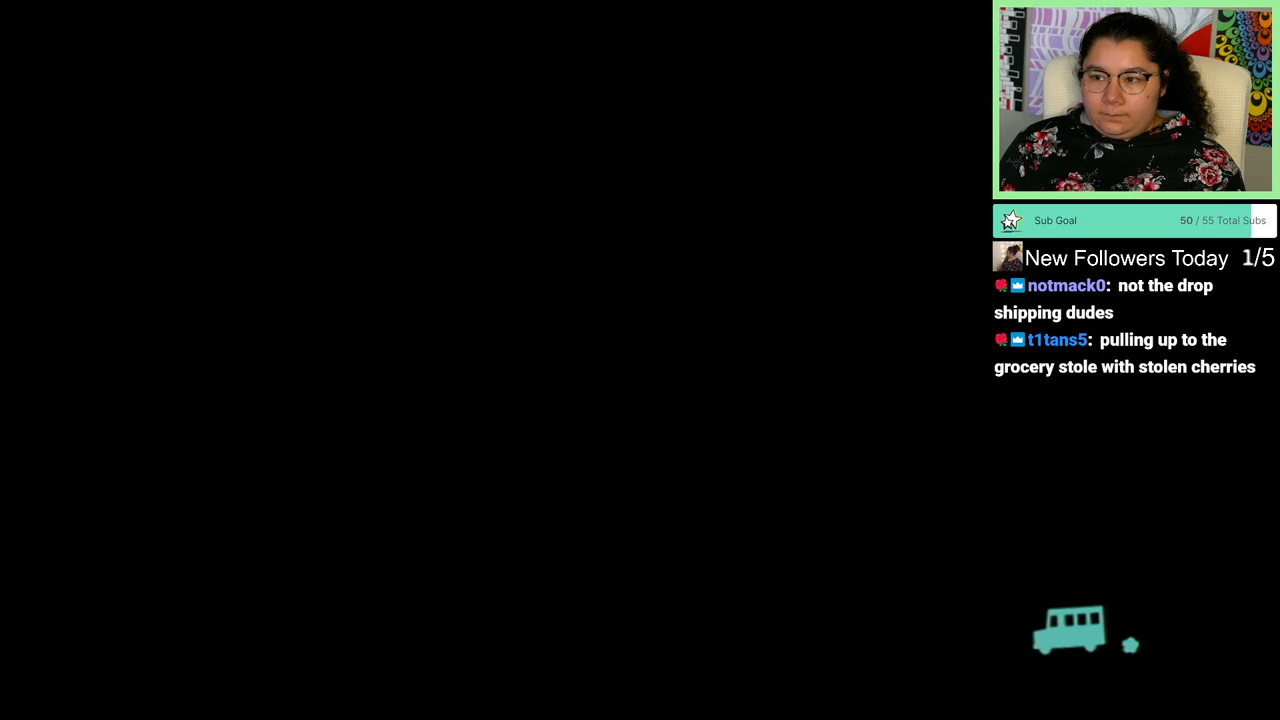 Sub Goal
50 / 55 Total Subs
New Followers Today 1/5
notmack0: not the drop
shipping dudes
t1tans5: pulling up to the
grocery stole with stolen cherries